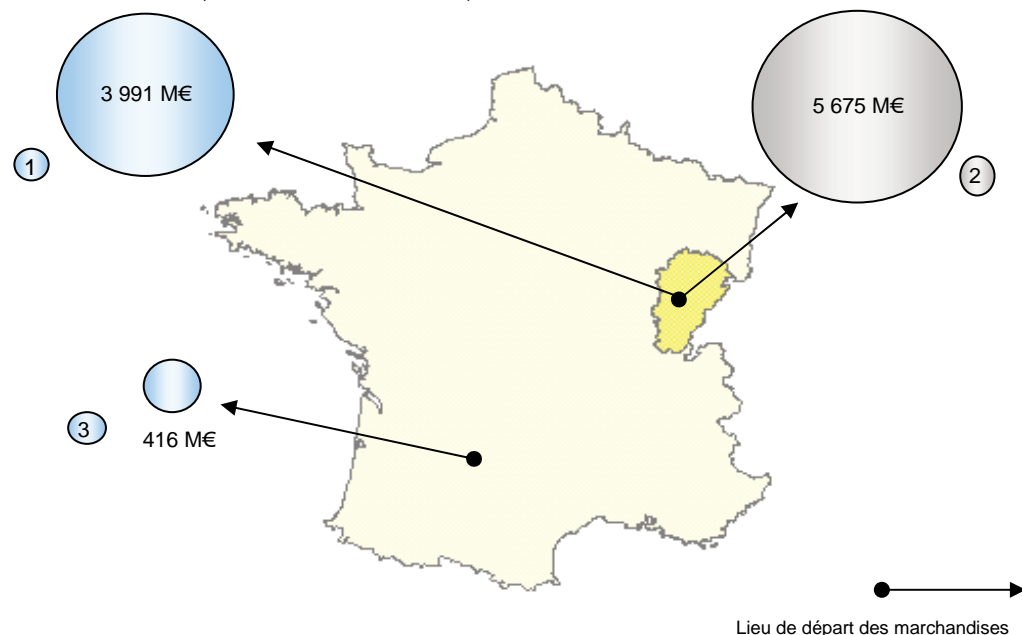 3 991 M€
5 675 M€
1
2
3
416 M€
Lieu de départ des marchandises